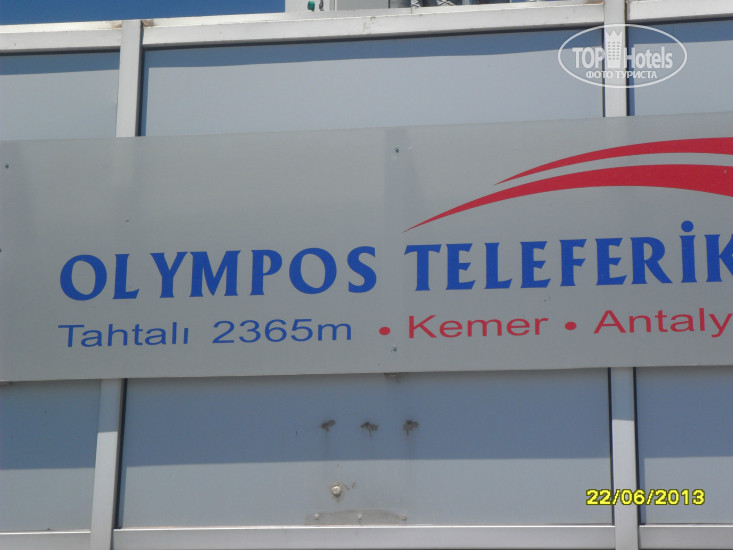 TOP Hotels
ФОТО ТУРИСТА
OLYMPOS TELEFERİK
Tahtalı 2365m • Kemer • Antaly
22/06/2013